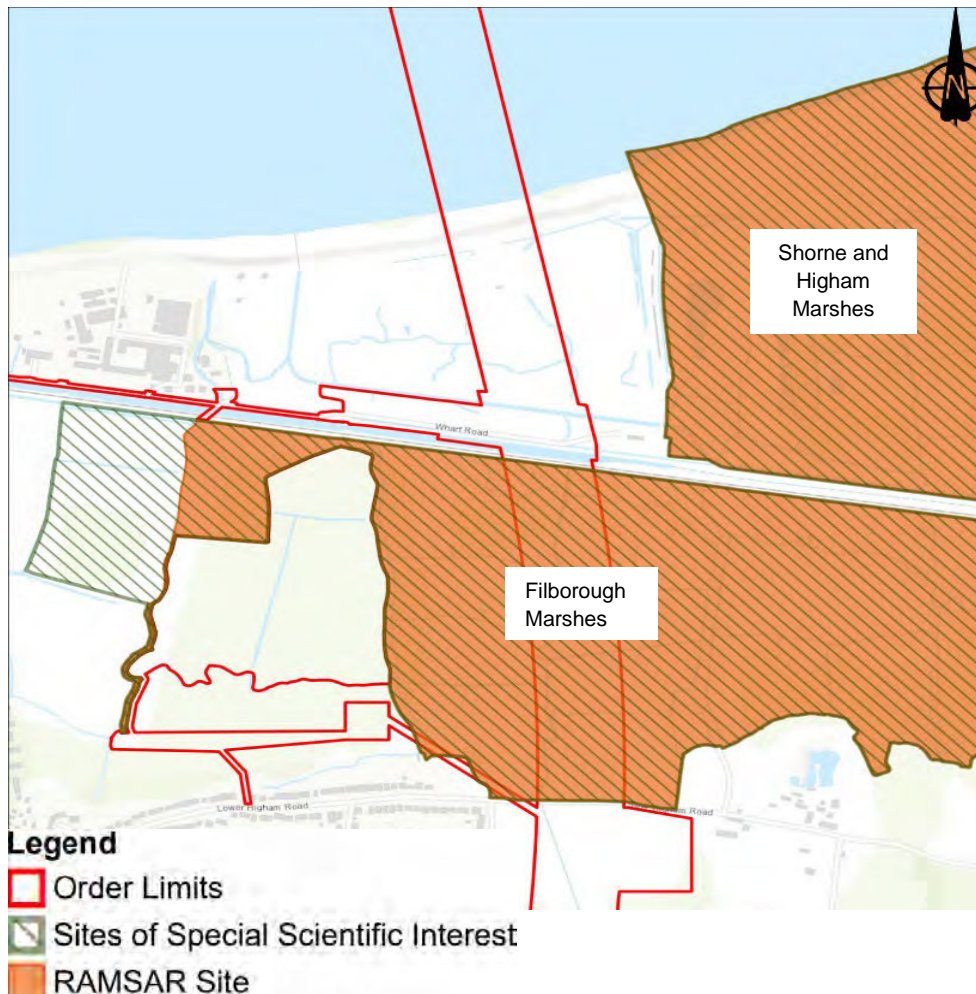 N
Shorne and
Higham
Marshes
Wharf Road
Filborough
Marshes
Lower Higham Road
Road
Legend
Order Limits
Sites of Special Scientific Interest
RAMSAR Site